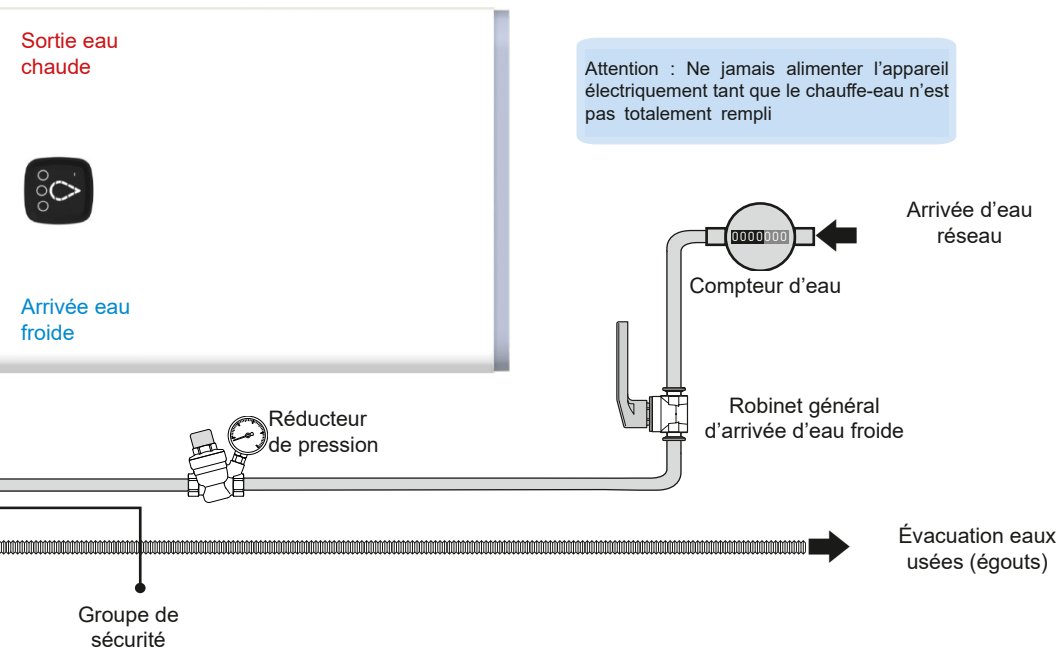 Sortie eau
chaude
Attention : Ne jamais alimenter l’appareil
électriquement tant que le chauffe-eau n’est
pas totalement rempli
Arrivée d’eau
réseau
0000000
Compteur d’eau
Arrivée eau
froide
Robinet général
d’arrivée d’eau froide
Réducteur
de pression
Évacuation eaux
usées (égouts)
Groupe de
sécurité